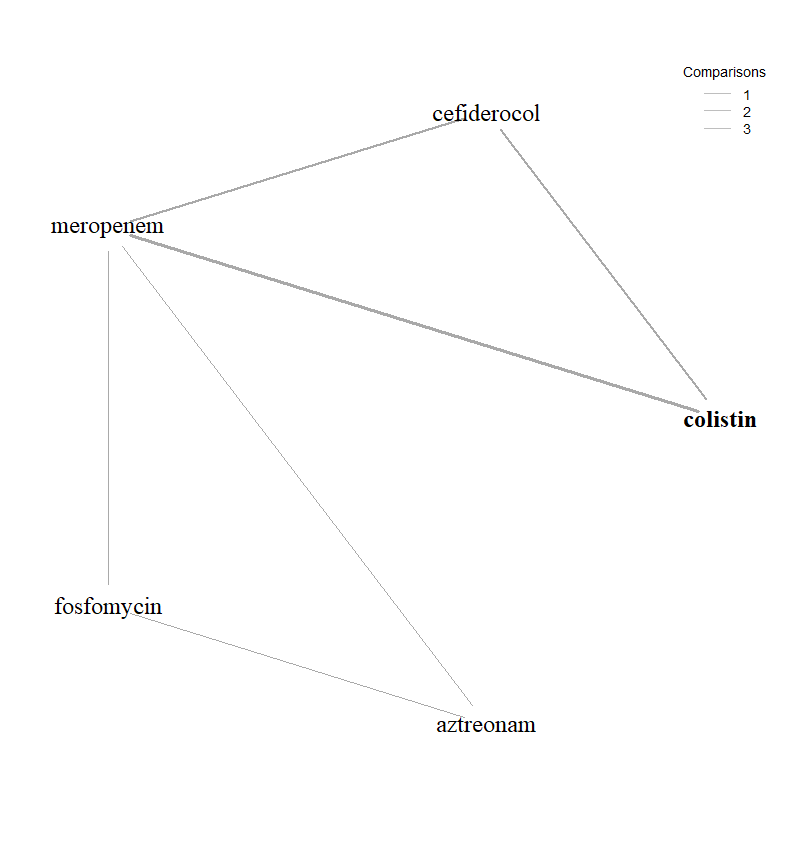 Comparisons
1
2
3
cefiderocol
meropenem
colistin
fosfomycin
aztreonam